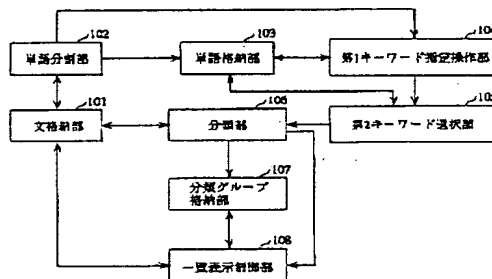 102
103
104
単語分割部
単語格納部
第1キーワード指定操作部
101
106
105
文格納部
分類部
第2キーワード選択部
107
分類グループ
格納部
108
一覧表示制御部